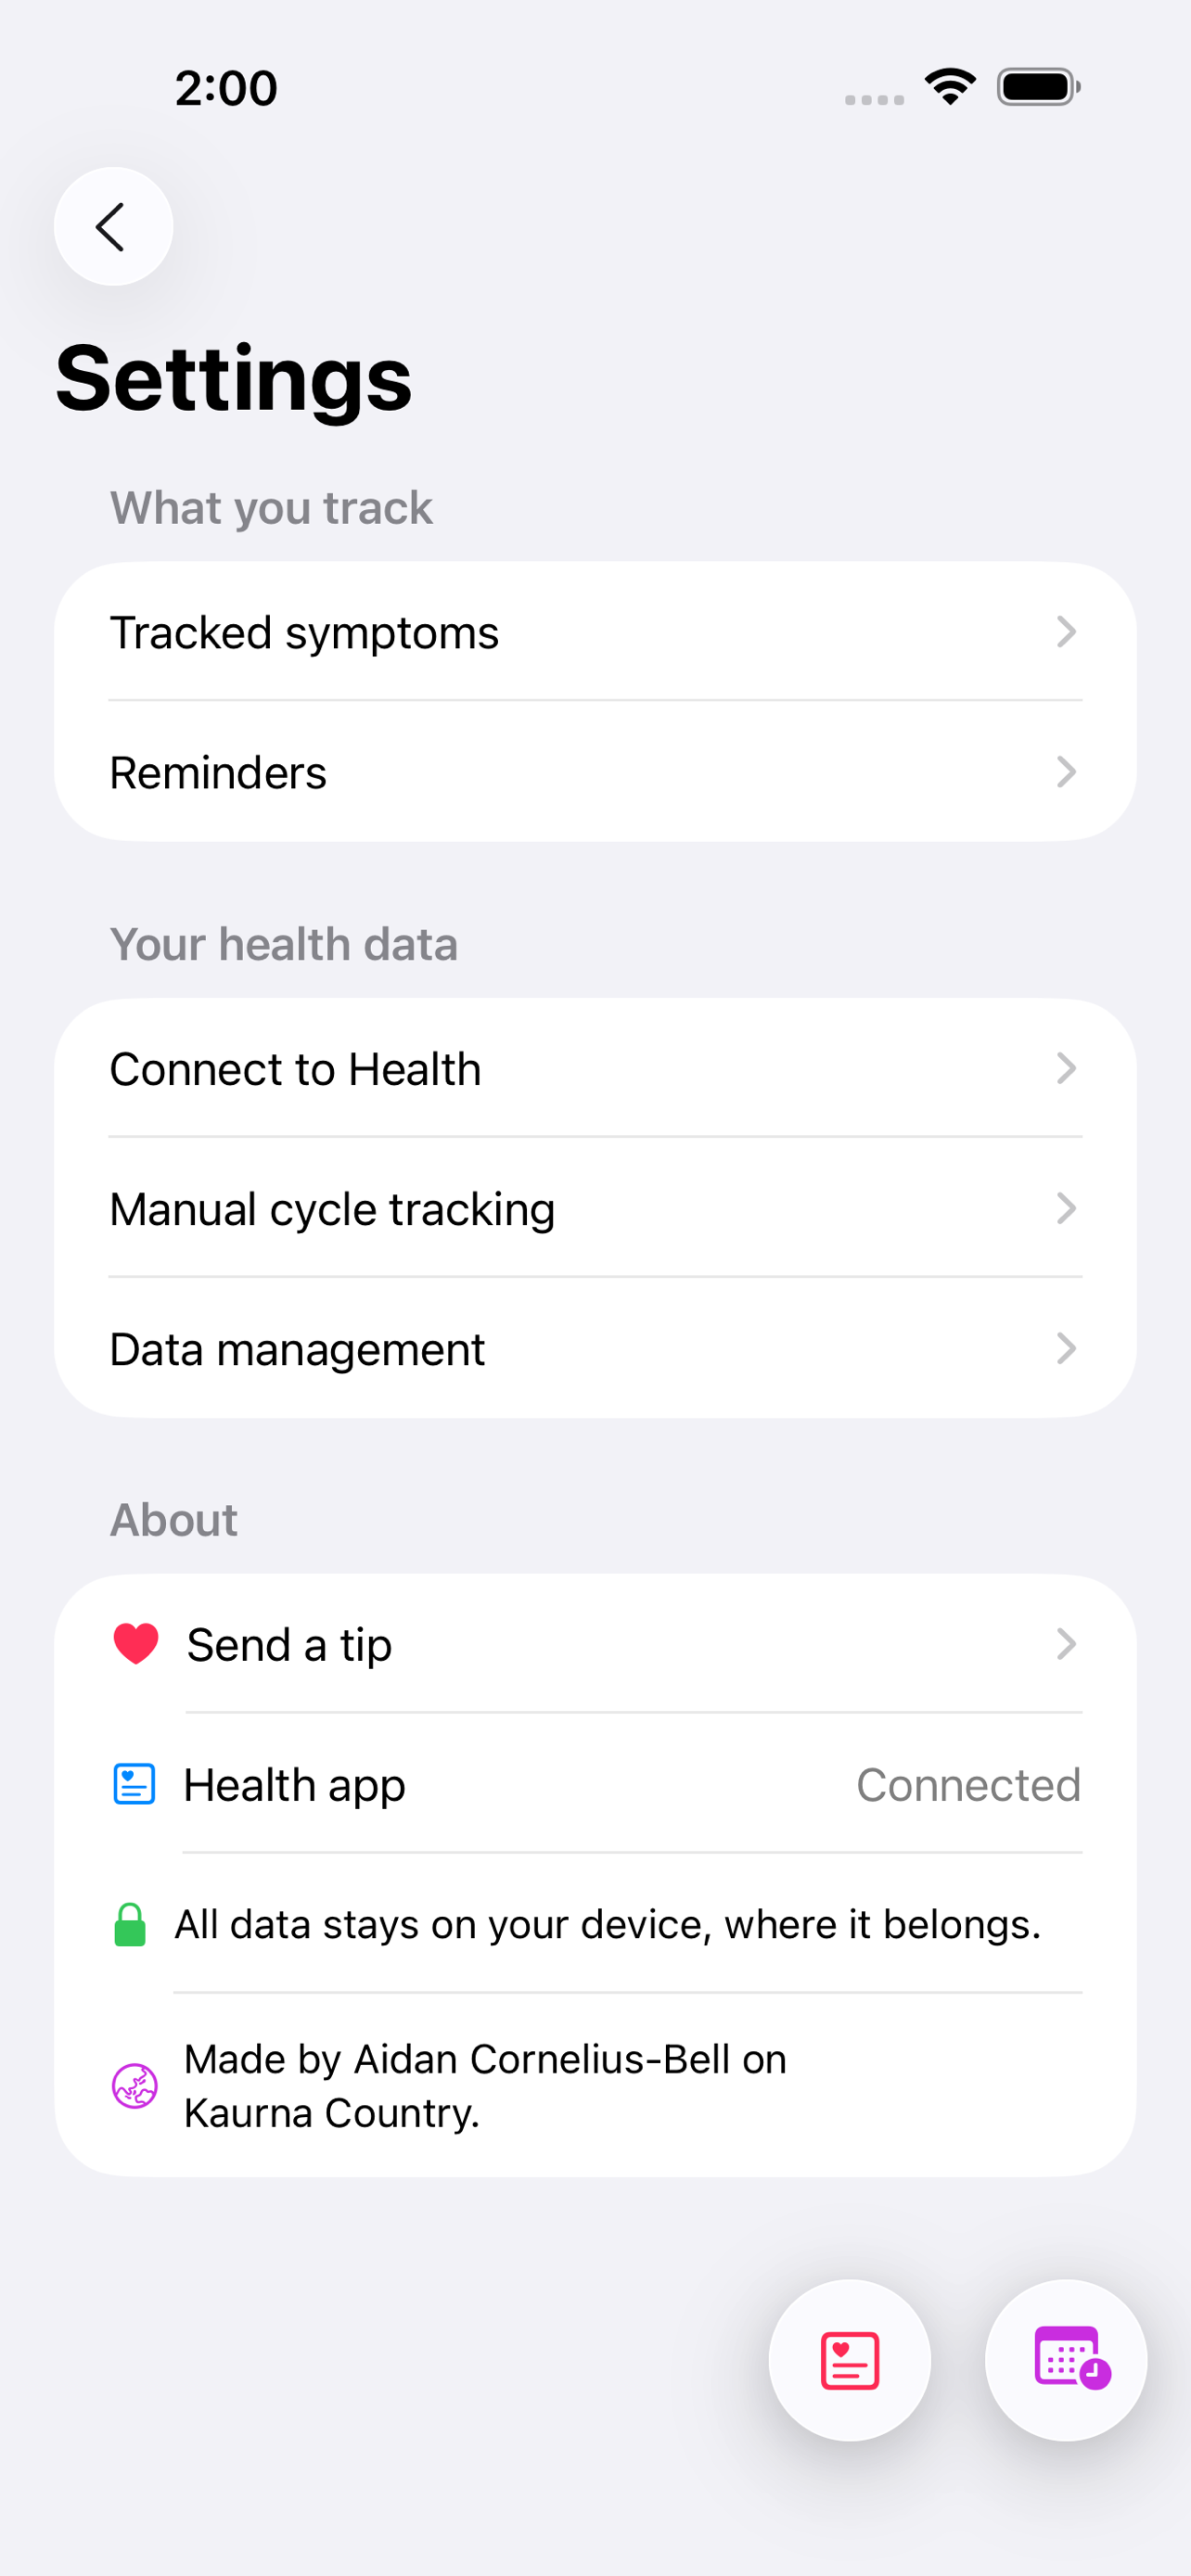 2:00
Settings
What you track
Tracked symptoms
Reminders
Your health data
Connect to Health
Manual cycle tracking
Data management
About
Send a tip
Health app Connected
All data stays on your device, where it belongs.
Made by Aidan Cornelius-Bell on
Kaurna Country.